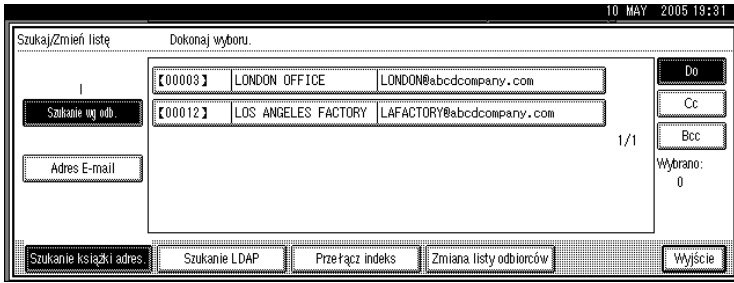 10 MAY 2005 19:31
Szukaj/Zmień listę Dokonaj wyboru.
【00003】 LONDON OFFICE LONDON@abcdcompany.com
Do
l
Szukanie wg odb.
【00012】 LOS ANGELES FACTORY LAFACTORY@abcdcompany.com
Cc
1/1
Bcc
Adres E-mail
Wybrano:
0
Szukanie książki adres. Szukanie LDAP Przełącz indeks Zmiana listy odbiorców Wyjście